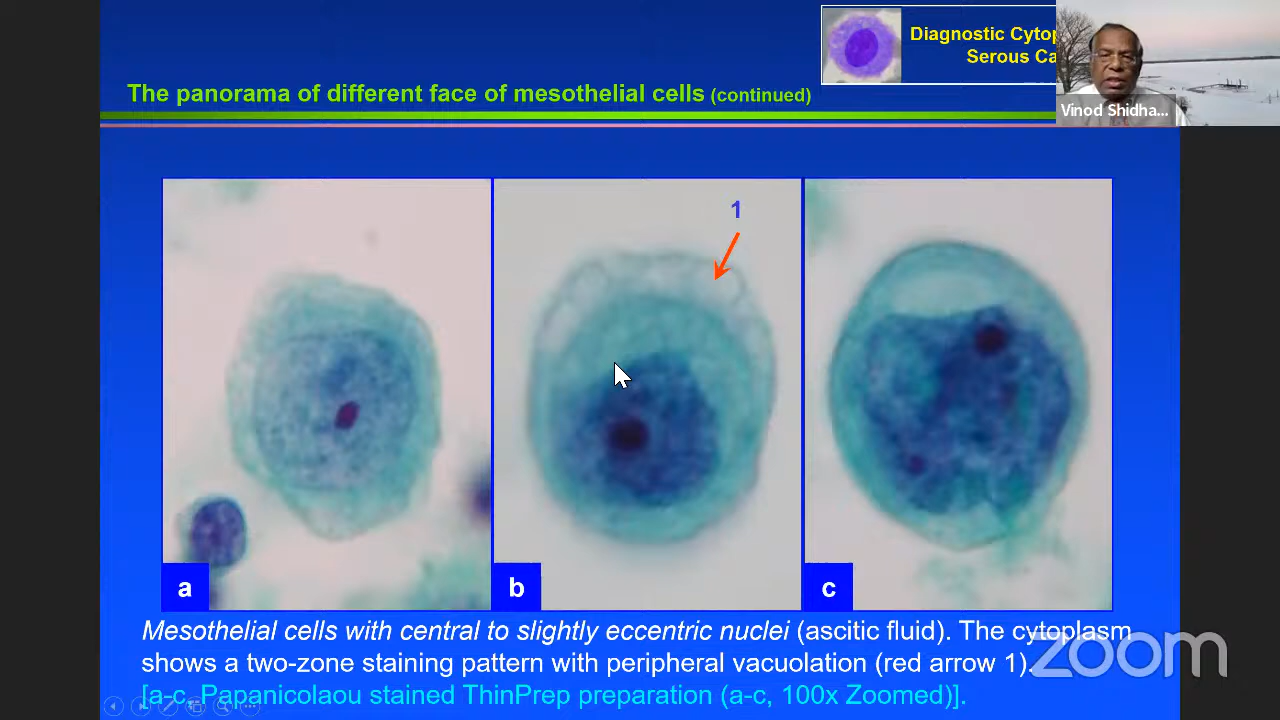 Diagnostic Cytop
Serous Ca
Vinod Shidha...
The panorama of different face of mesothelial cells (continued)
1
a
b
c
Mesothelial cells with central to slightly eccentric nuclei (ascitic fluid). The cytoplasm
shows a two-zone staining pattern with peripheral vacuolation (red arrow 1).
[a-c, Papanicolaou stained ThinPrep preparation (a-c, 100x Zoomed)].
zoom